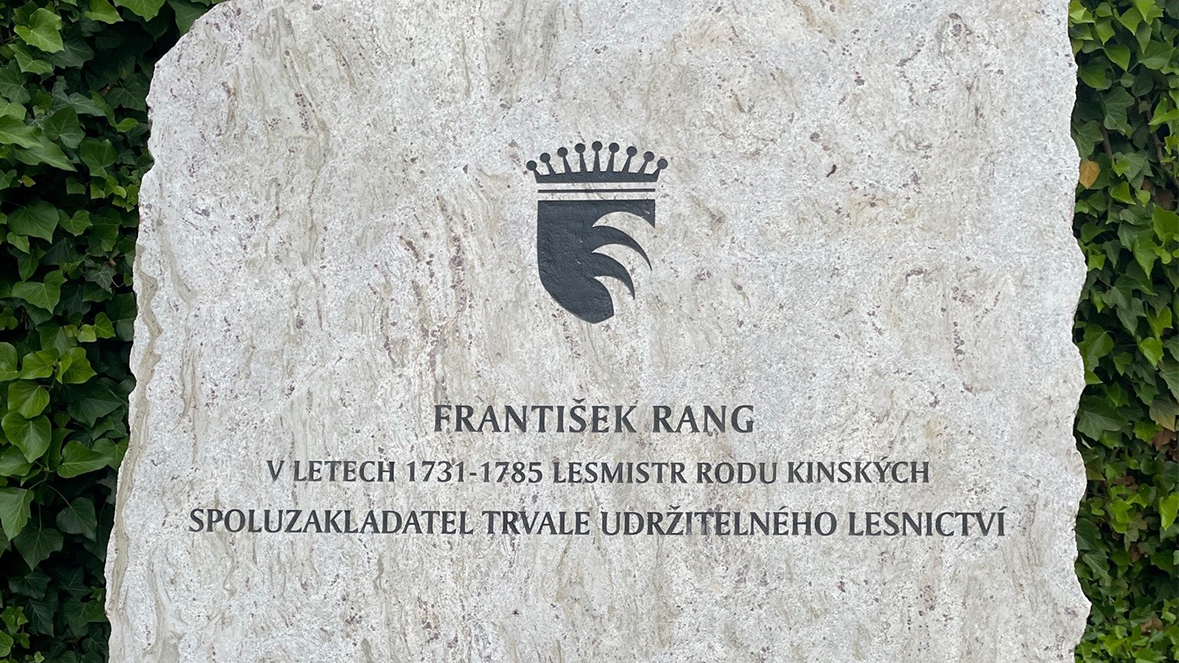 FRANTIŠEK RANG
V LETECH 1731-1785 LESMISTR RODU KINSKÝCH
SPOLUZAKLADATEL TRVALE UDRŽITELNÉHO LESNICTVÍ